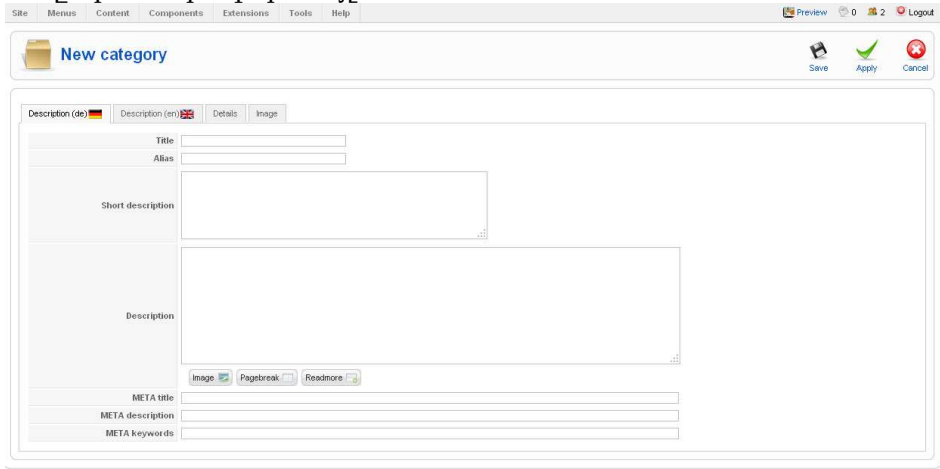 Site Menus Content Components Extensions Tools Help Preview 0 2 Logout
New category
Save Apply Cancel
Description (de) Description (en) Details Image
Title
Alias
Short description
Description
Image Pagebreak Readmore
META title
META description
META keywords